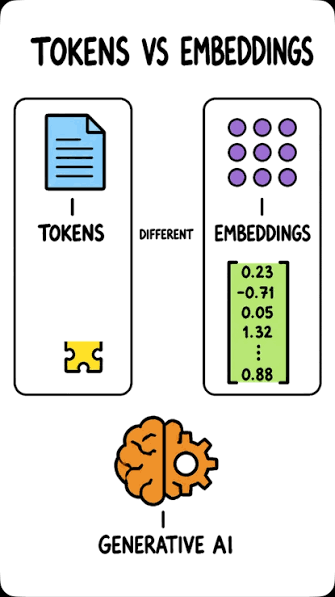 TOKENS VS EMBEDDINGS
TOKENS
DIFFERENT
EMBEDDINGS
0.23
-0.71
0.05
1.32
⋮
0.88
GENERATIVE AI